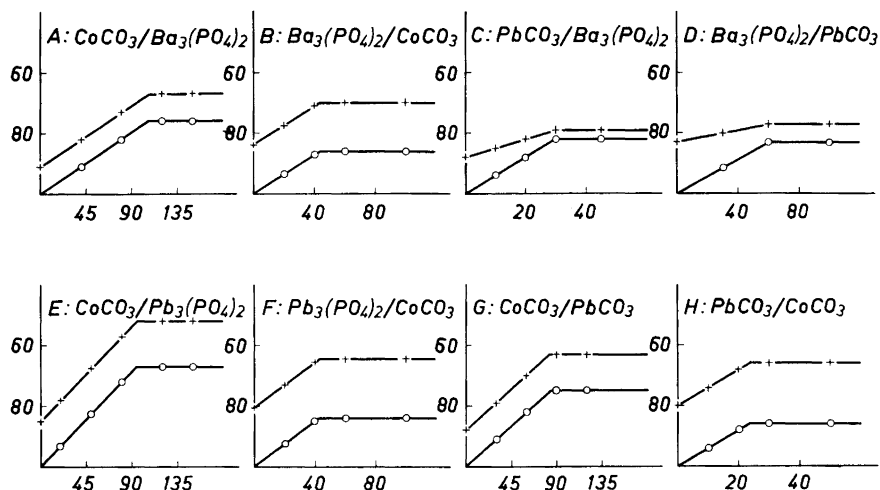 A: CoCO3/Ba3(PO4)2
B: Ba3(PO4)2/CoCO3
C: PbCO3/Ba3(PO4)2
D: Ba3(PO4)2/PbCO3
60
60
60
60
80
80
80
80
45 90 135
40 80
20 40
40 80
E: CoCO3/Pb3(PO4)2
F: Pb3(PO4)2/CoCO3
G: CoCO3/PbCO3
H: PbCO3/CoCO3
60
60
60
60
80
80
80
80
45 90 135
40 80
45 90 135
20 40